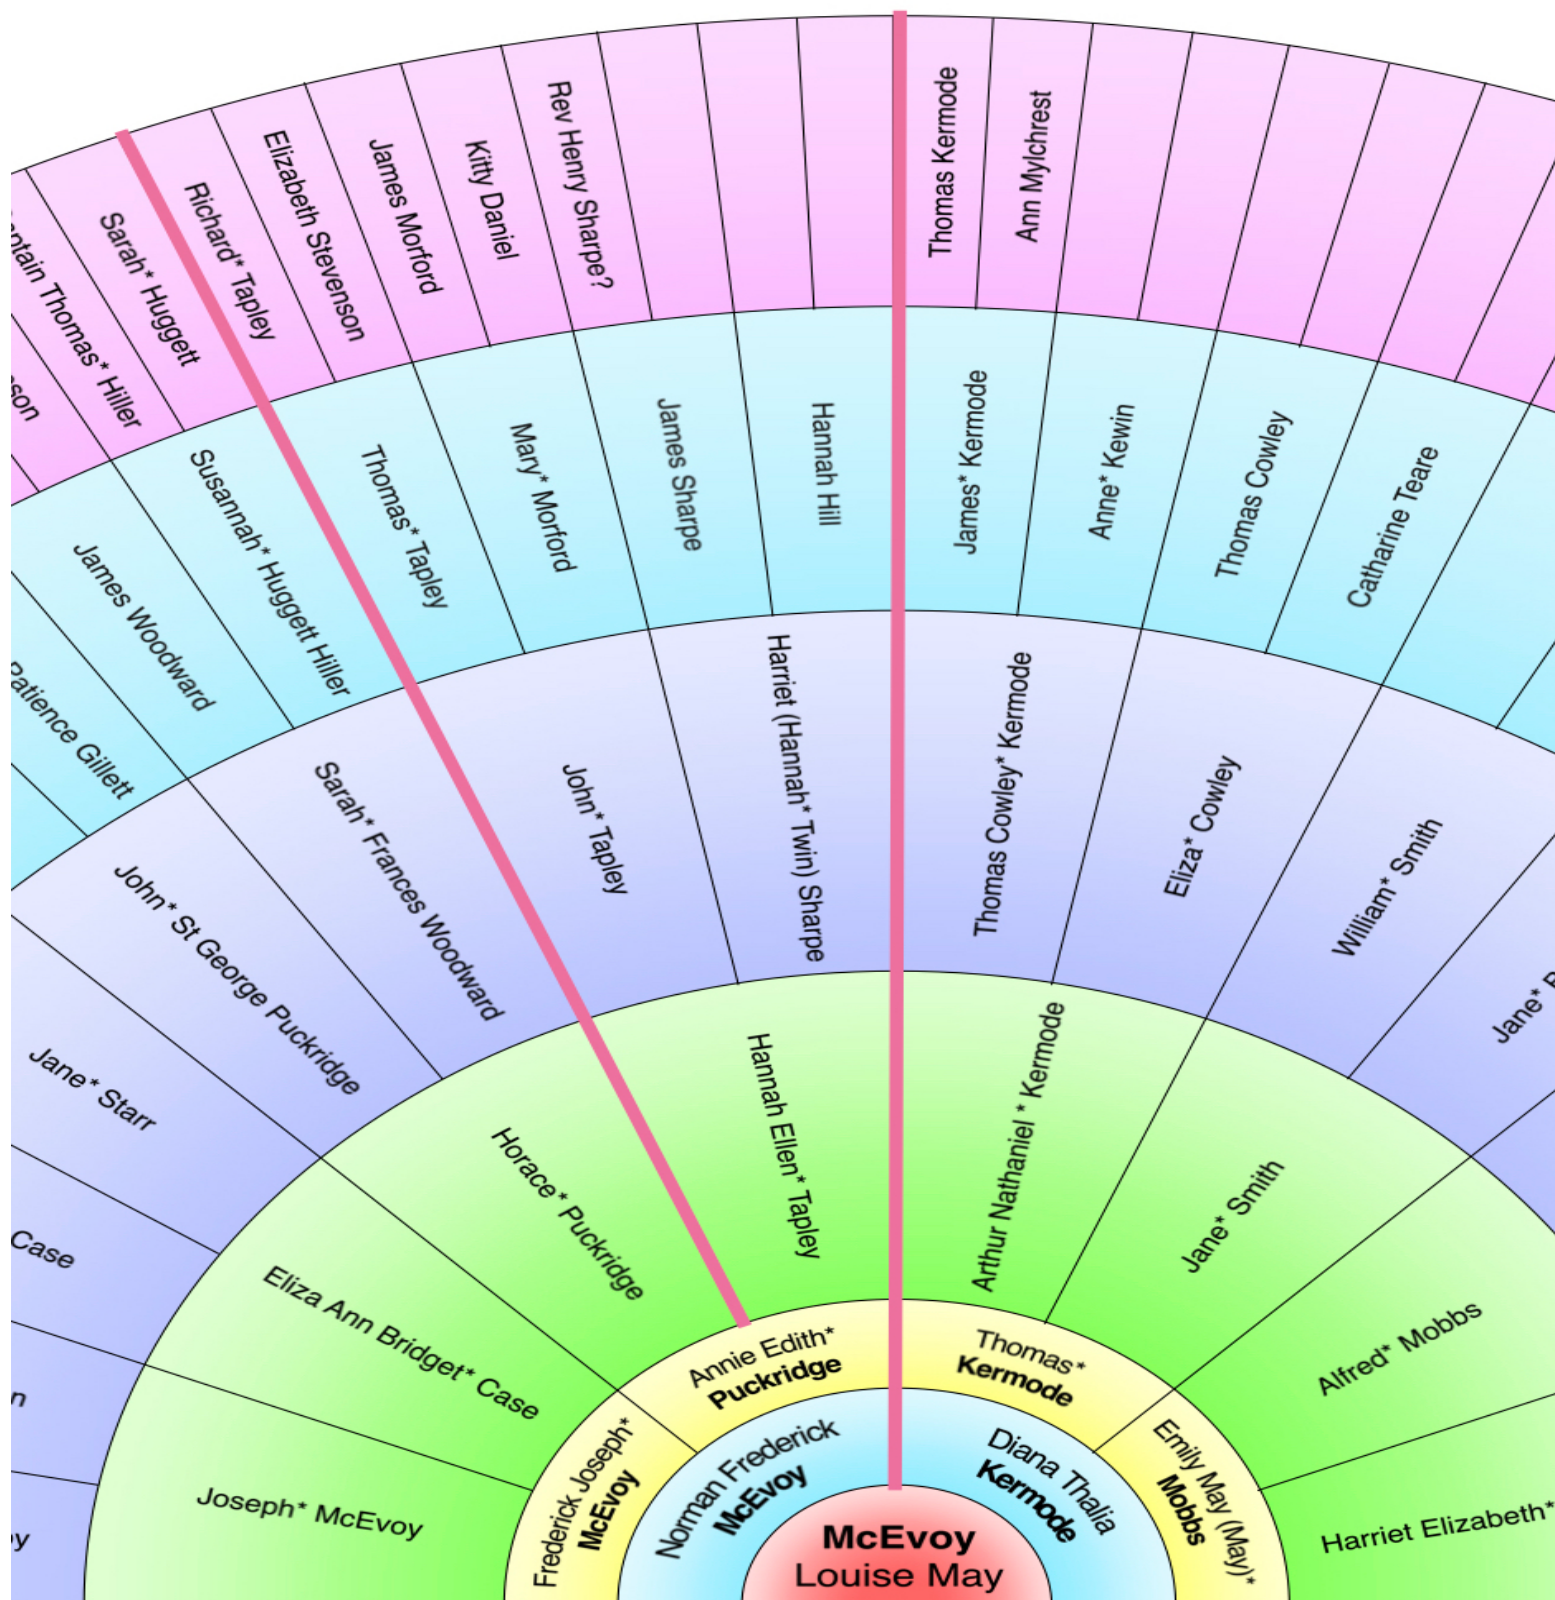 ptain Thomas* Hiller
Sarah* Huggett
Richard* Tapley
Elizabeth Stevenson
James Morford
Kitty Daniel
Rev Henry Sharpe?
Thomas Kermode
Ann Mylchrest
son
Patience Gillett
James Woodward
Susannah* Huggett Hiller
Thomas* Tapley
Mary* Morford
James Sharpe
Hannah Hill
James* Kermode
Anne* Kewin
Thomas Cowley
Catharine Teare
y
n
Case
Jane* Starr
John* St George Puckridge
Sarah* Frances Woodward
John* Tapley
Harriet (Hannah* Twin) Sharpe
Thomas Cowley* Kermode
Eliza* Cowley
William* Smith
Jane*
Joseph* McEvoy
Eliza Ann Bridget* Case
Horace* Puckridge
Hannah Ellen* Tapley
Arthur Nathaniel * Kermode
Jane* Smith
Alfred* Mobbs
Harriet Elizabeth*
Frederick Joseph*
McEvoy
Annie Edith*
Puckridge
Thomas*
Kermode
Emily May (May)*
Mobbs
Norman Frederick
McEvoy
Diana Thalia
Kermode
McEvoy
Louise May